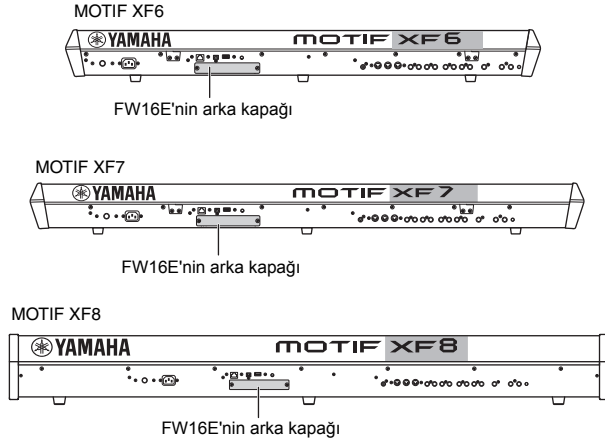 MOTIF XF6
YAMAHA MOTIF XF6
FW16E'nin arka kapağı
MOTIF XF7
YAMAHA MOTIF XF7
FW16E'nin arka kapağı
MOTIF XF8
YAMAHA MOTIF XF8
FW16E'nin arka kapağı